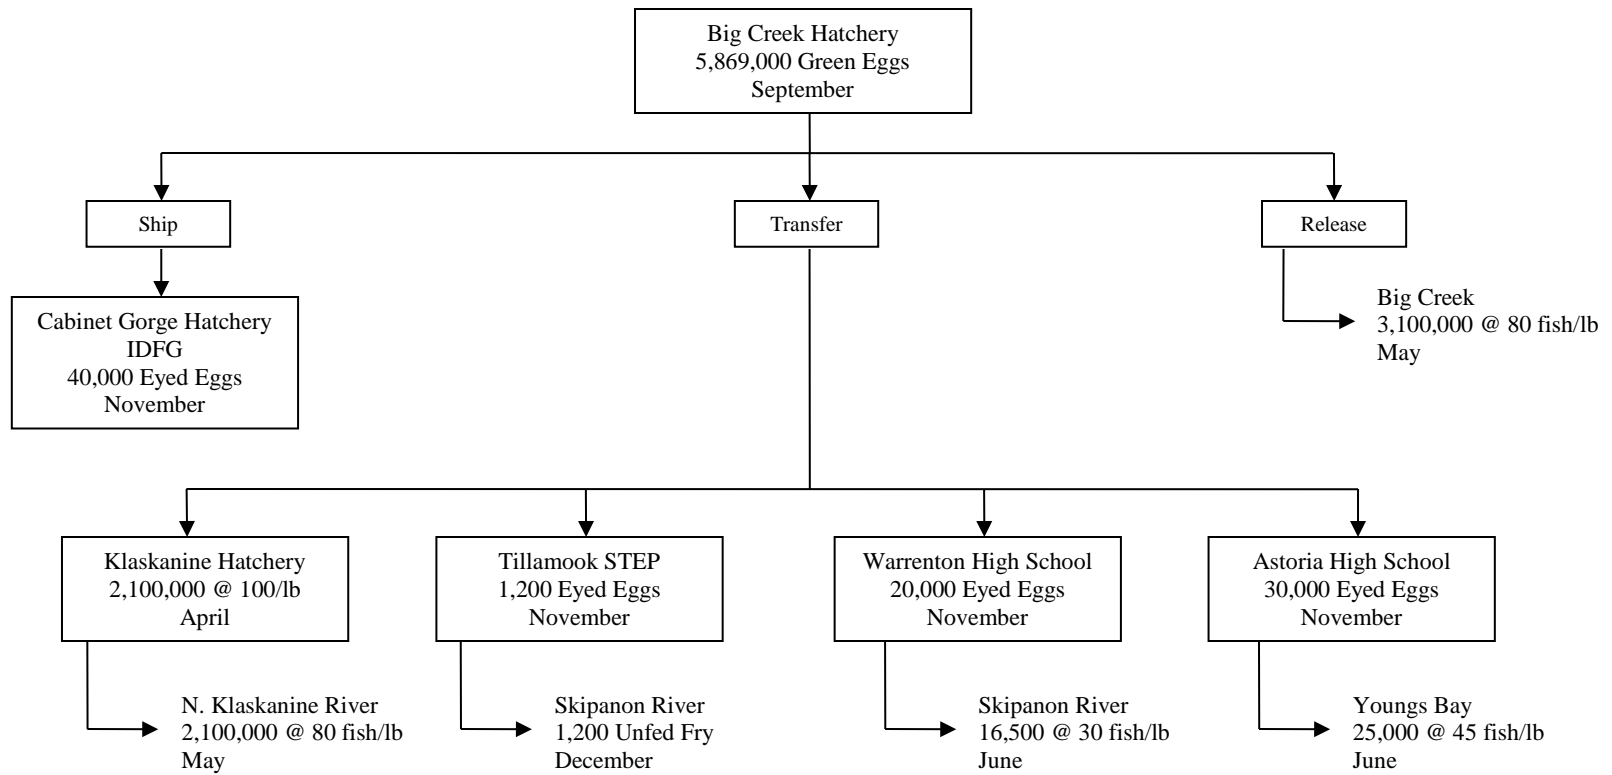 Big Creek Hatchery
5,869,000 Green Eggs
September
Ship
Transfer
Release
Cabinet Gorge Hatchery
IDFG
40,000 Eyed Eggs
November
Big Creek
3,100,000 @ 80 fish/lb
May
Klaskanine Hatchery
2,100,000 @ 100/lb
April
Tillamook STEP
1,200 Eyed Eggs
November
Warrenton High School
20,000 Eyed Eggs
November
Astoria High School
30,000 Eyed Eggs
November
N. Klaskanine River
2,100,000 @ 80 fish/lb
May
Skipanon River
1,200 Unfed Fry
December
Skipanon River
16,500 @ 30 fish/lb
June
Youngs Bay
25,000 @ 45 fish/lb
June